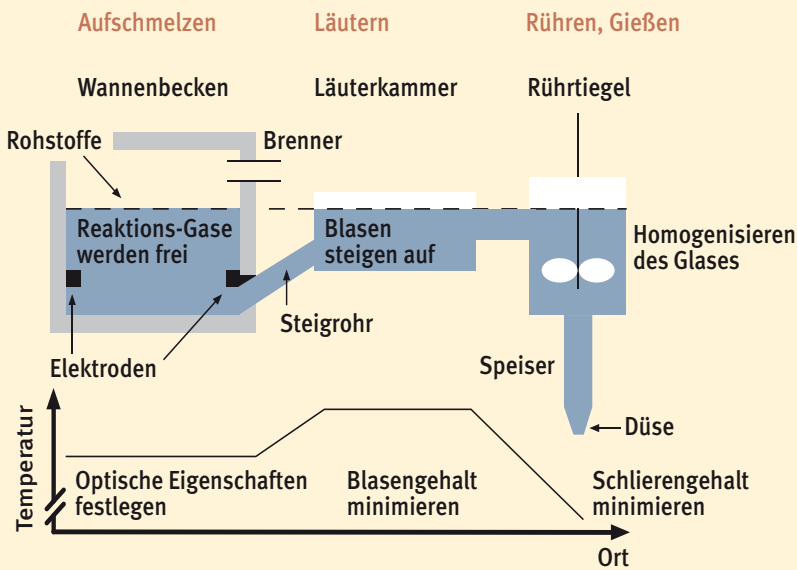 Aufschmelzen
Läutern
Rühren, Gießen
Wannenbecken
Läuterkammer
Rührtiegel
Rohstoffe
Brenner
Reaktions-Gase
werden frei
Blasen
steigen auf
Homogenisieren
des Glases
Steigrohr
Elektroden
Speiser
Düse
Temperatur
Optische Eigenschaften
festlegen
Blasengehalt
minimieren
Schlierengehalt
minimieren
Ort